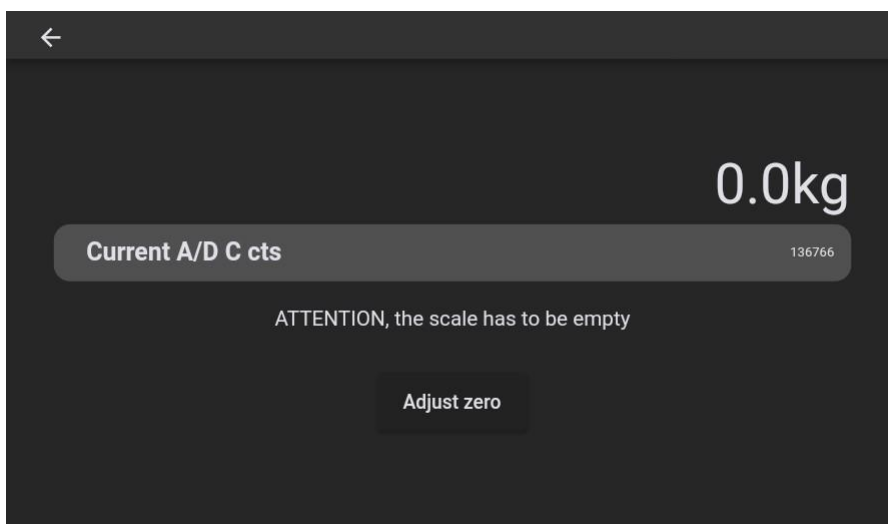 0.0kg
Current A/D C cts 136766
ATTENTION, the scale has to be empty
Adjust zero